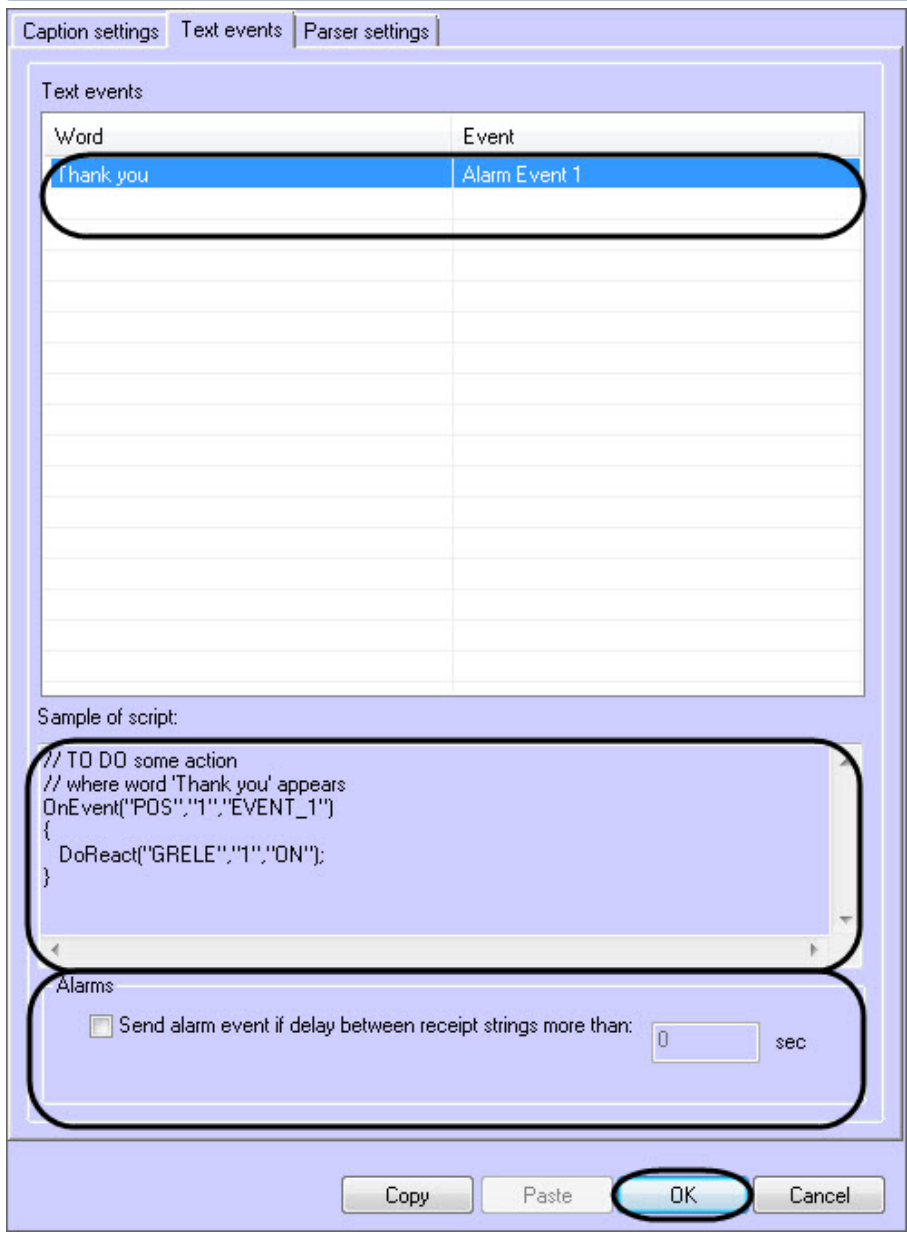 Caption settings Text events Parser settings
Text events
Word Event
Thank you Alarm Event 1
Sample of script:
// TO DO some action
// where word 'Thank you' appears
OnEvent("POS","1","EVENT_1")
{
DoReact("GRELE","1","ON");
}
Alarms
Send alarm event if delay between receipt strings more than: 0 sec
Copy Paste OK Cancel